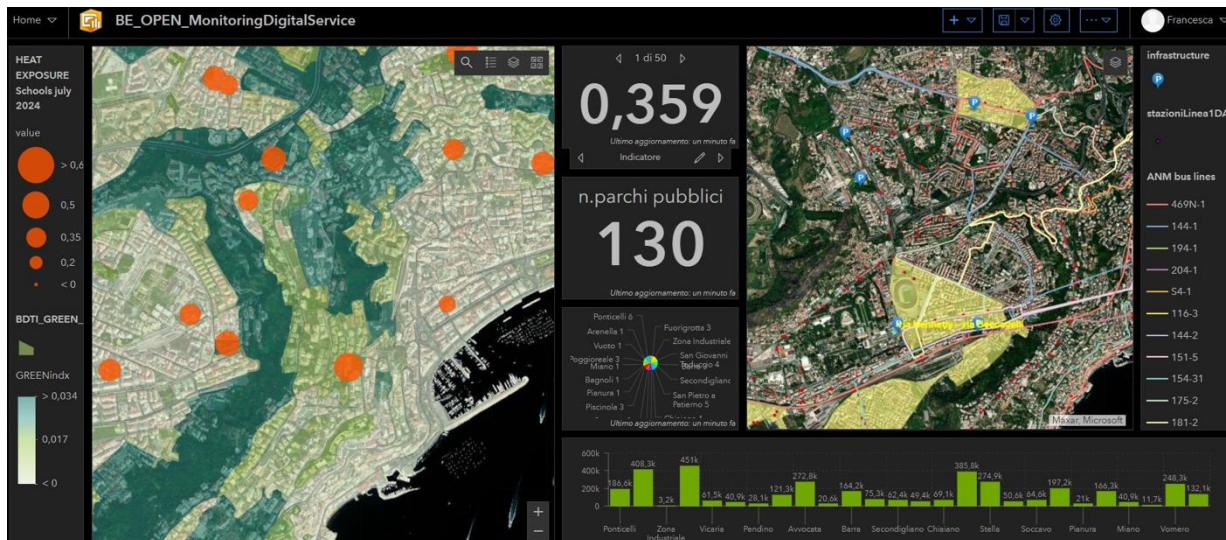 Home
BE_OPEN_MonitoringDigitalService
Francesca
HEAT
EXPOSURE
Schools july
2024
value
> 0,6
0,5
0,35
0,2
< 0
BDTI_GREEN_
GREENindx
> 0,034
0,017
< 0
1 di 50
0,359
Ultimo aggiornamento: un minuto fa
Indicatore
n.parchi pubblici
130
Ultimo aggiornamento: un minuto fa
Ponticelli 6
Arenella 1
Vuoto 1
Poggioreale 3
Miano 1
Bagnoli 1
Pianura 1
Piscinola 3
Fuorigrotta 3
Zona Industriale
San Giovanni
Secondigliano
San Pietro a
Patierno 5
Ultimo aggiornamento: un minuto fa
Maxar, Microsoft
infrastructure
stazioniLinea1DA
ANM bus lines
469N-1
144-1
194-1
204-1
S4-1
116-3
144-2
151-5
154-31
175-2
181-2
600k
400k
200k
0
186,6k
408,3k
3,2k
451k
61,5k
40,9k
28,1k
121,3k
272,8k
20,6k
164,2k
75,3k
62,4k
49,4k
69,1k
385,8k
274,9k
50,6k
64,6k
197,2k
21k
166,3k
40,9k
11,7k
248,3k
132,1k
Ponticelli
Zona
Industriale
Vicaria
Pendino
Avvocata
Barra
Secondigliano
Chiaiano
Stella
Soccavo
Pianura
Miano
Vomero